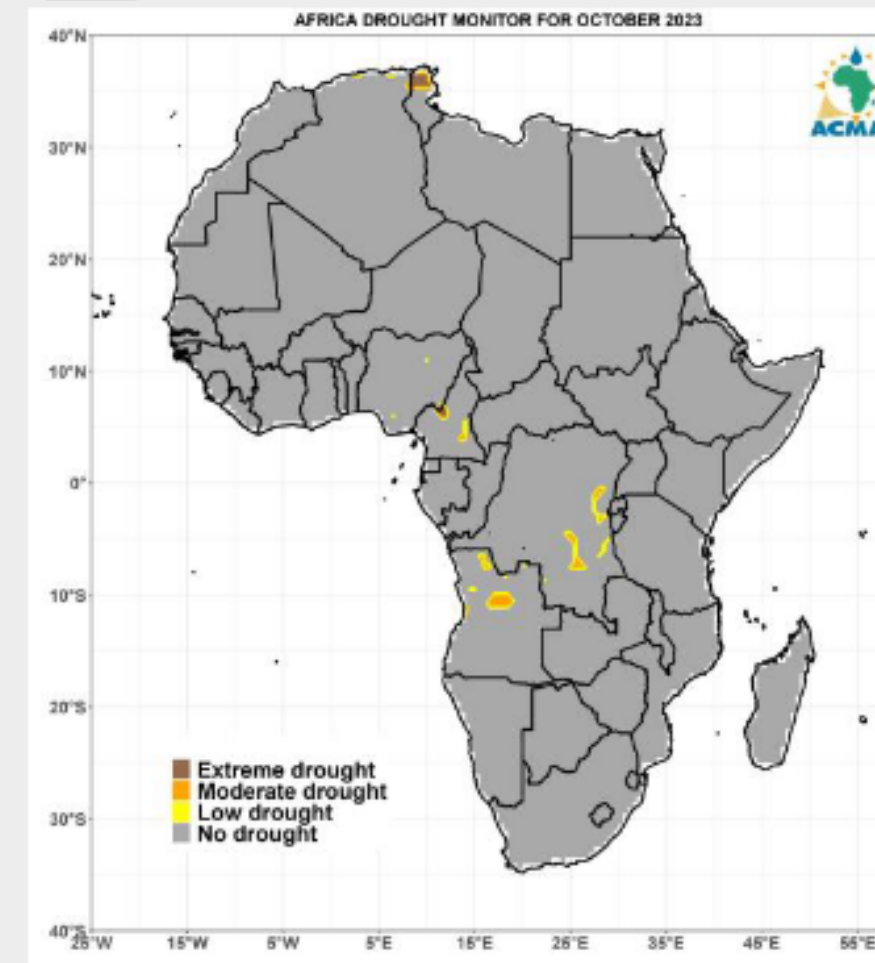 AFRICA DROUGHT MONITOR FOR OCTOBER 2023
40°N
30°N
20°N
10°N
0°
10°S
20°S
30°S
40°S
25°W 15°W 5°W 5°E 15°E 25°E 35°E 45°E 55°E
Extreme drought
Moderate drought
Low drought
No drought